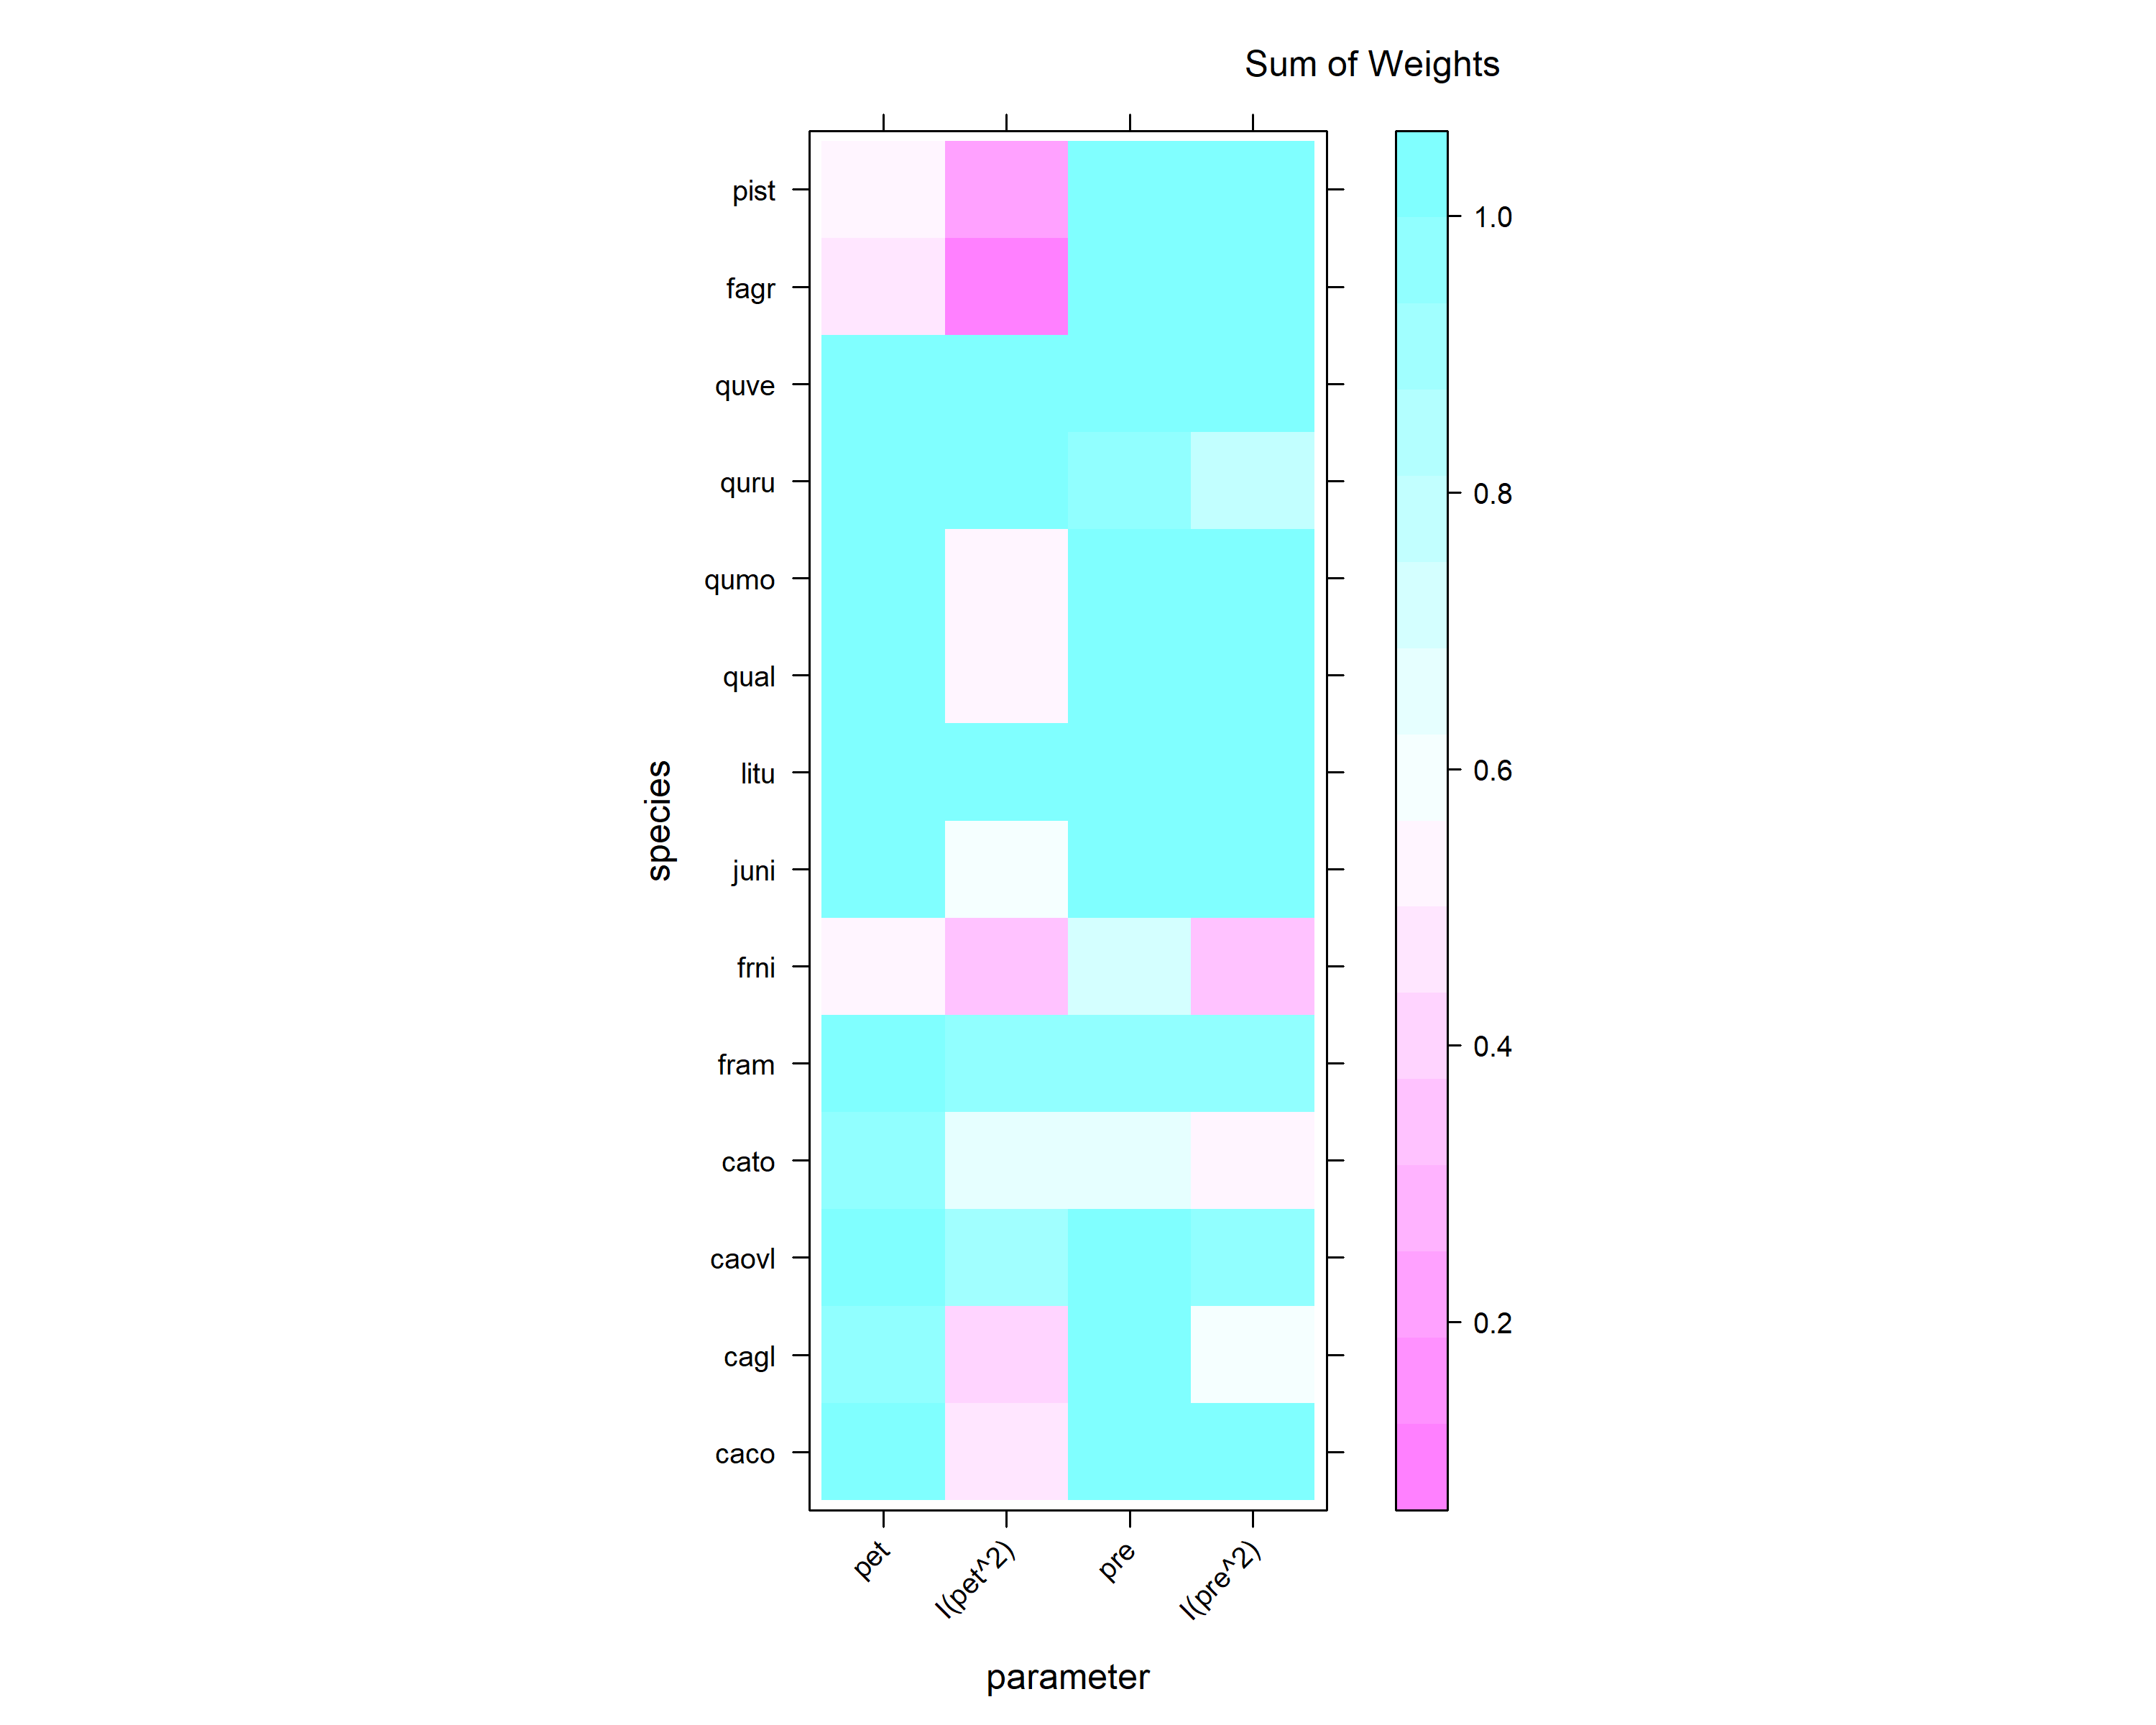 Sum of Weights
pist
fagr
quve
quru
qumo
qual
litu
juni
frni
fram
cato
caovl
cagl
caco
species
pet
I(pet^2)
pre
I(pre^2)
parameter
1.0
0.8
0.6
0.4
0.2